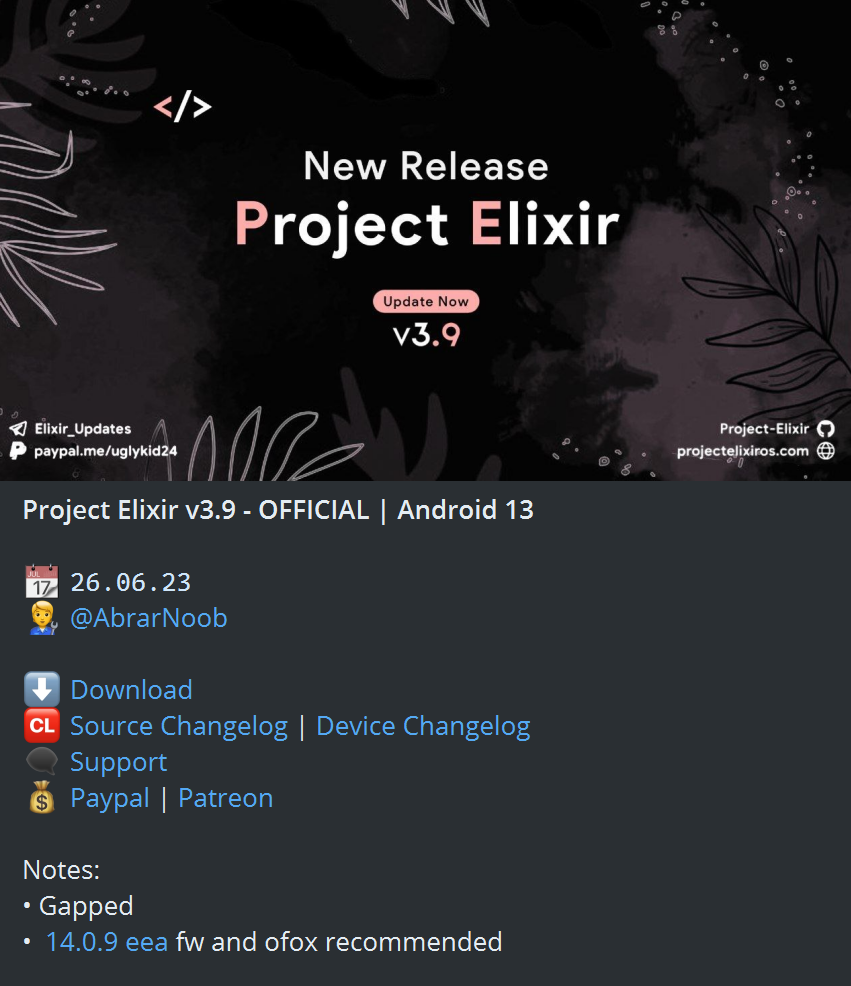 </>
New Release
Project Elixir
Update Now
v3.9
Elixir_Updates
paypal.me/uglykid24
Project-Elixir
projectelixiros.com
Project Elixir v3.9 - OFFICIAL | Android 13
JUL
17
26.06.23
@AbrarNoob
Download
CL
Source Changelog | Device Changelog
Support
$
Paypal | Patreon
Notes:
• Gapped
• 14.0.9 eea fw and ofox recommended